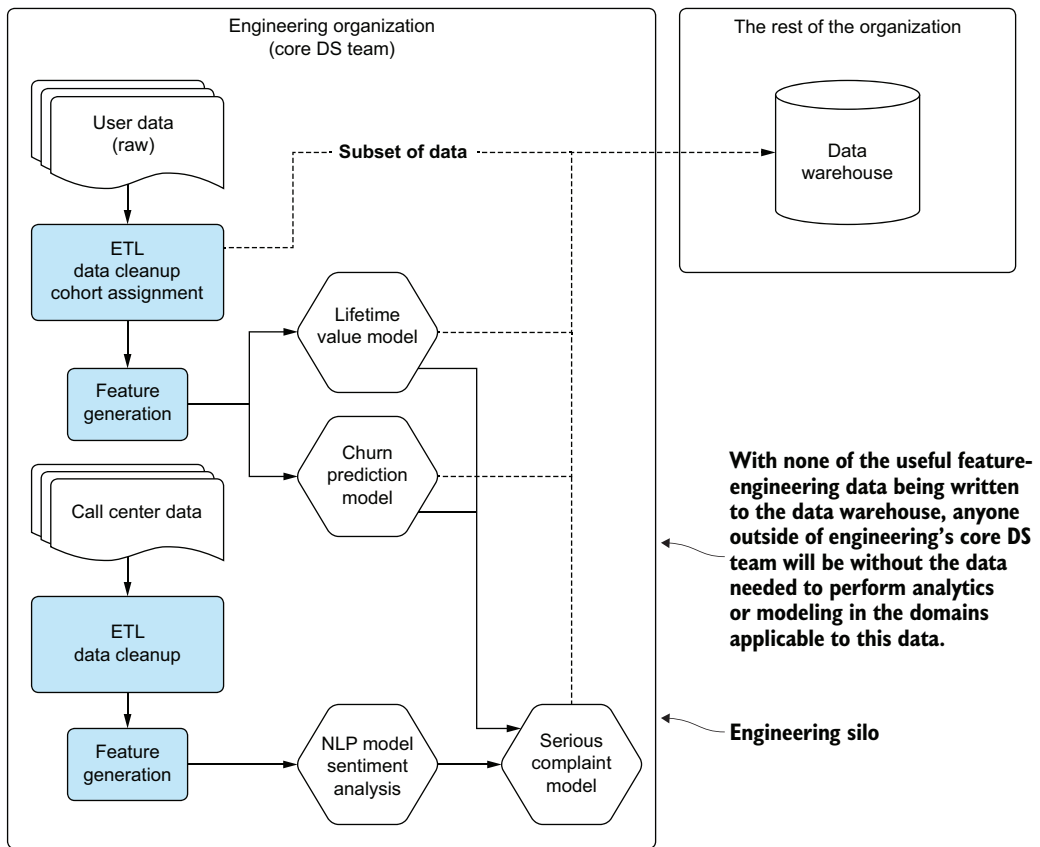 Engineering organization
(core DS team)
The rest of the organization
User data
(raw)
Subset of data
Data
warehouse
ETL
data cleanup
cohort assignment
Lifetime
value model
Feature
generation
Churn
prediction
model
Call center data
With none of the useful feature-
engineering data being written
to the data warehouse, anyone
outside of engineering's core DS
team will be without the data
needed to perform analytics
or modeling in the domains
applicable to this data.
ETL
data cleanup
Engineering silo
Feature
generation
NLP model
sentiment
analysis
Serious
complaint
model